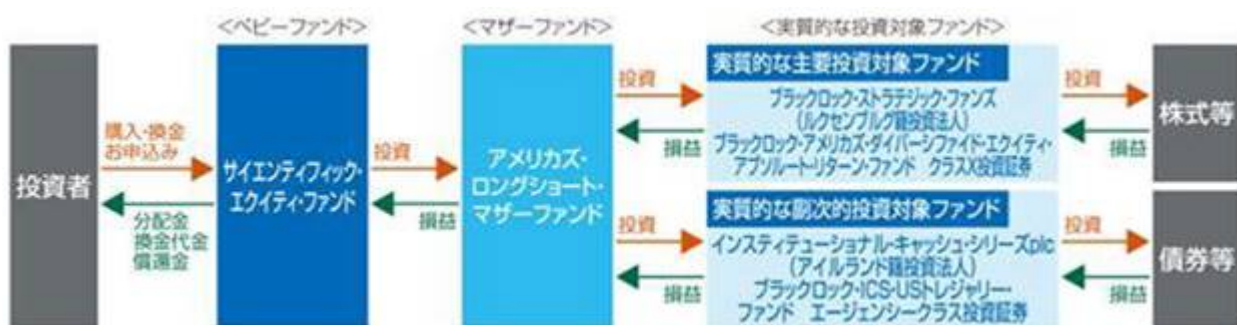 <ベビーファンド>
<マザーファンド>
<実質的な投資対象ファンド>
投資者
購入・換金
お申込み
分配金
換金代金
償還金
サイエンティフィック・
エクイティ・ファンド
投資
損益
アメリカズ・
ロングショート・
マザーファンド
投資
損益
実質的な主要投資対象ファンド
ブラックロック・ストラテジック・ファンズ
(ルクセンブルグ籍投資法人)
ブラックロック・アメリカズ・ダイバーシファイド・エクイティ・
アブソルート・リターン・ファンド クラスX投資証券
投資
損益
株式等
投資
損益
実質的な副次的投資対象ファンド
インスティテューショナル・キャッシュ・シリーズplc
(アイルランド籍投資法人)
ブラックロック・ICS・USトレジャリー・
ファンド エージェンシークラス投資証券
投資
損益
債券等